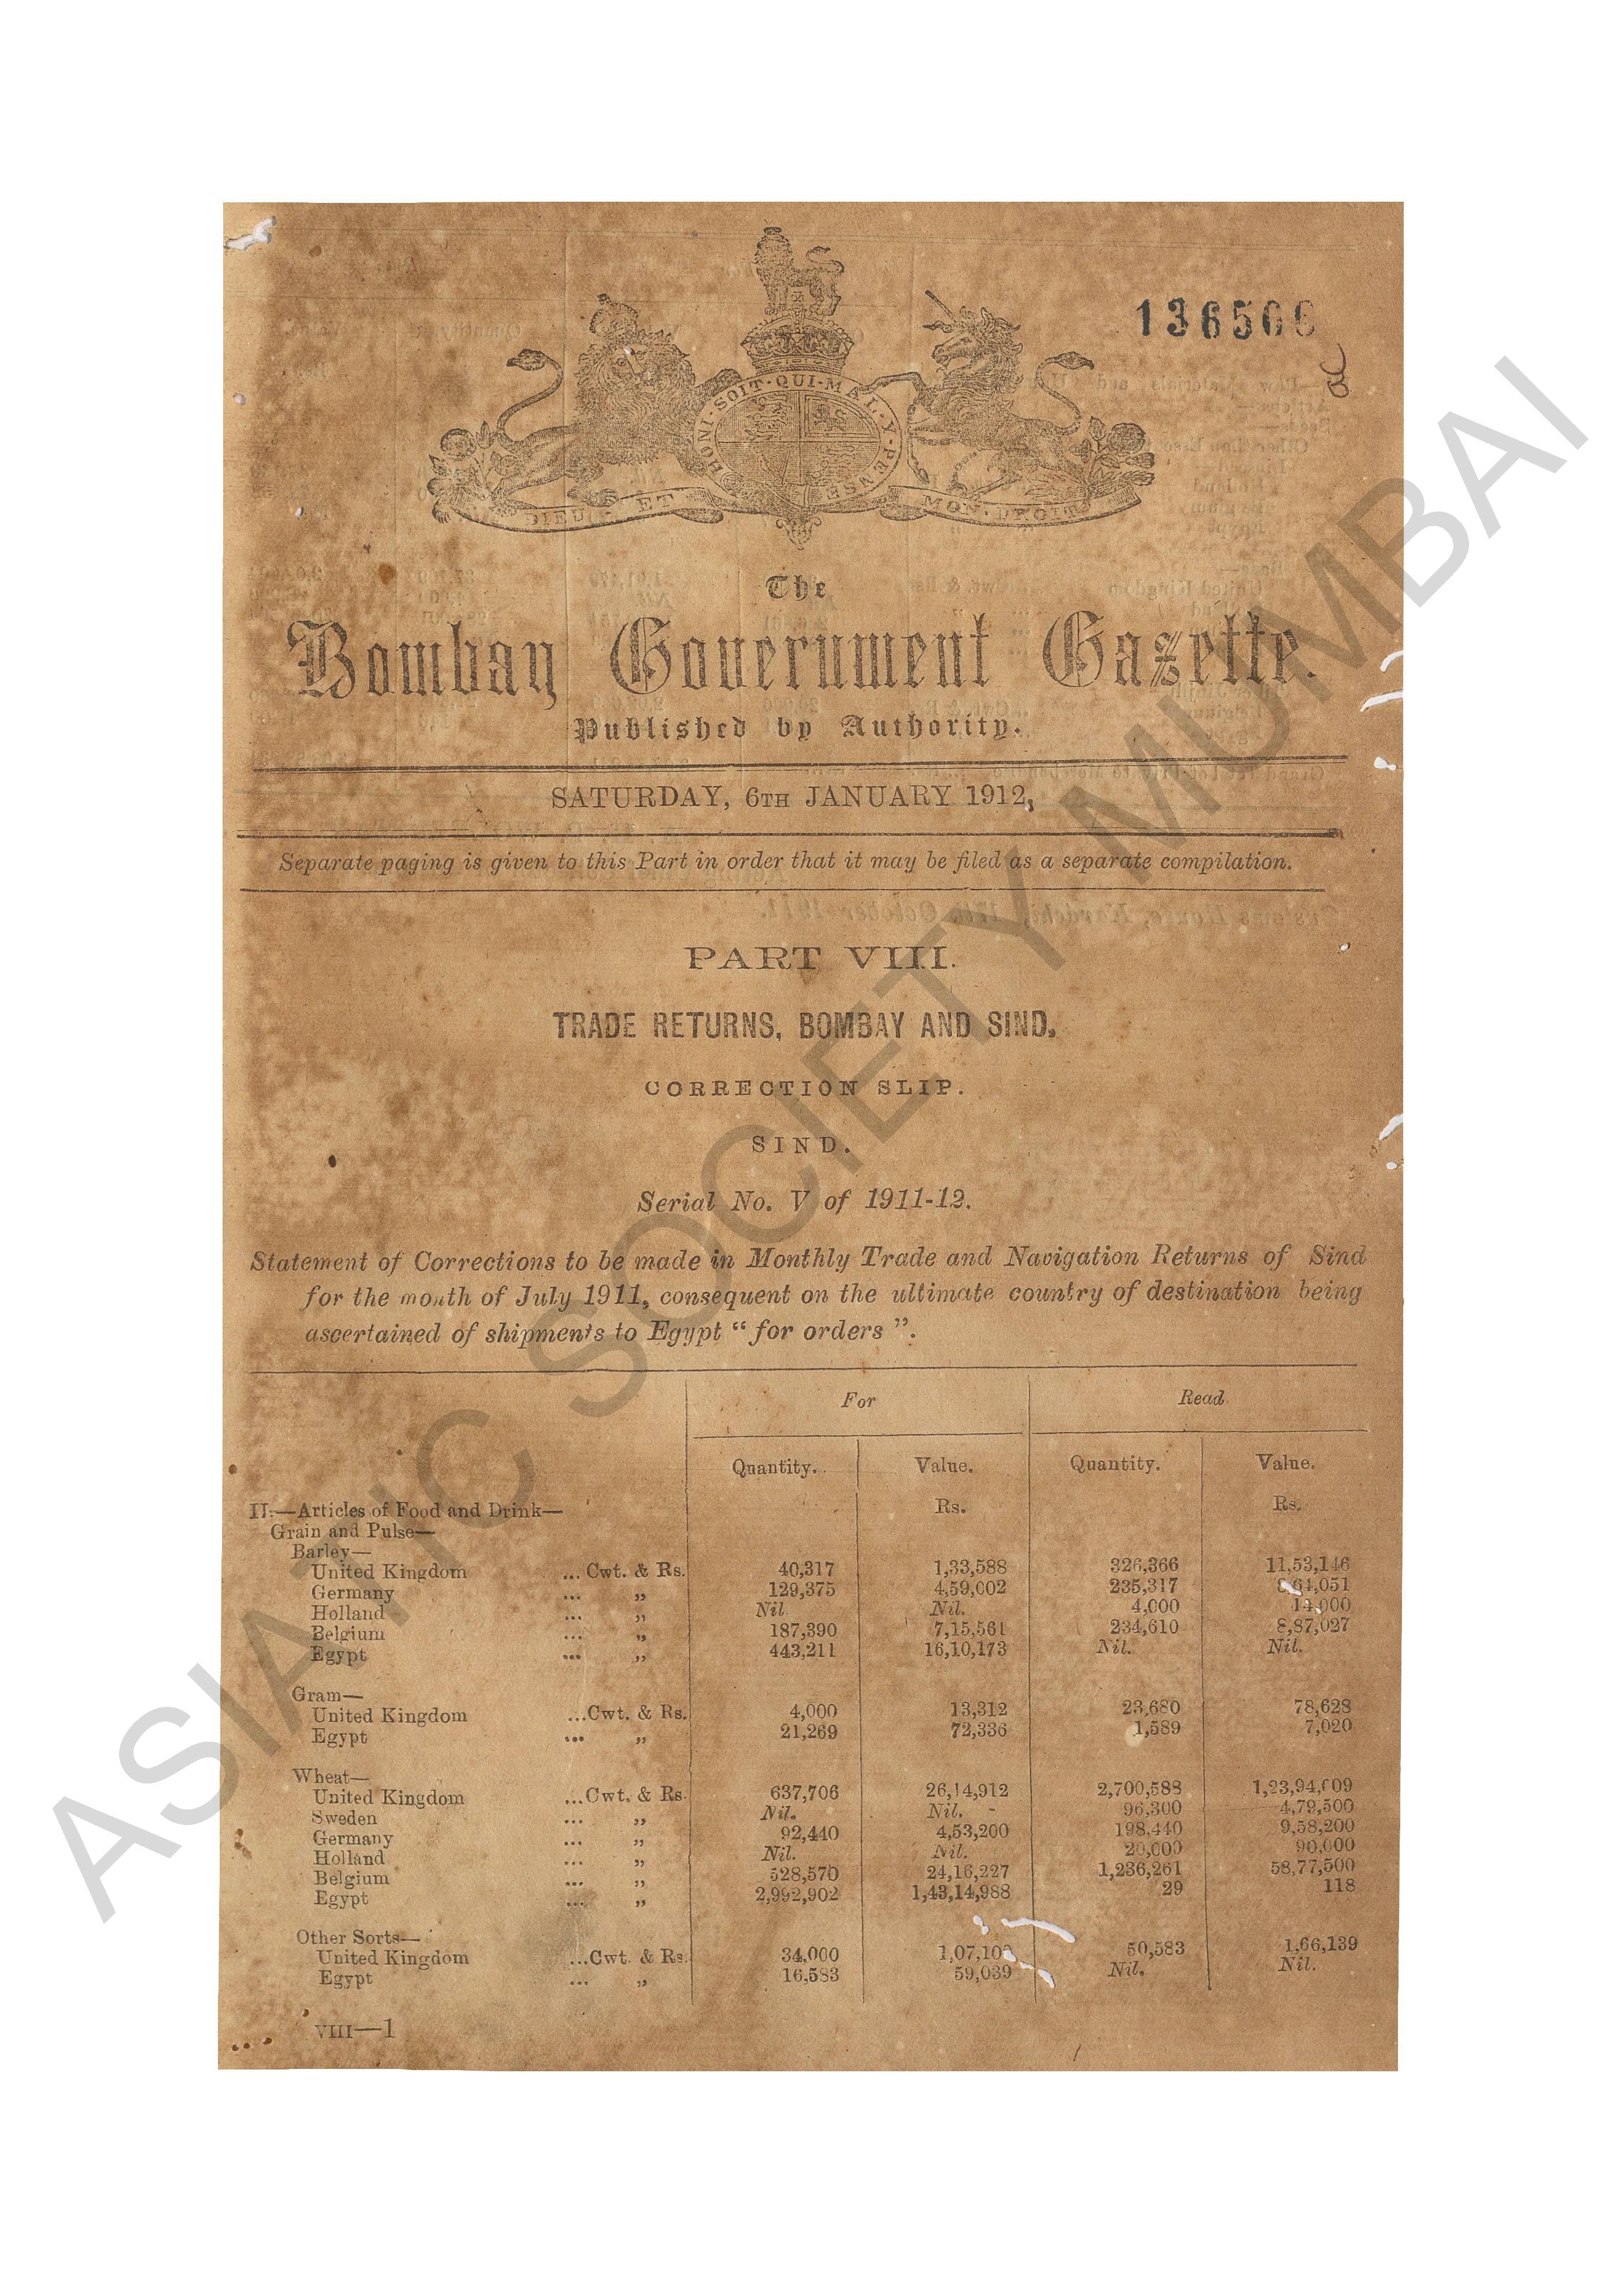 136506
HONI·SOIT·QUI·MAL·Y·PENSE
DIEU ET MON·DROIT
The
Bombay Government Gazette.
Published by Authority.
SATURDAY, 6TH JANUARY 1912.
Separate paging is given to this Part in order that it may be filed as a separate compilation.
PART VIII.
TRADE RETURNS, BOMBAY AND SIND.
CORRECTION SLIP.
SIND.
Serial No. V of 1911-12.
Statement of Corrections to be made in Monthly Trade and Navigation Returns of Sind
for the month of July 1911, consequent on the ultimate country of destination being
ascertained of shipments to Egypt “for orders”.
For Read
Quantity. Value. Quantity. Value.
II.—Articles of Food and Drink— Rs. Rs.
Grain and Pulse—
Barley—
United Kingdom ... Cwt. & Rs. 40,317 1,33,588 326,366 11,53,146
Germany ... „ 129,375 4,59,002 235,317
Holland ... „ Nil. Nil. 4,000 14,000
Belgium ... „ 187,390 7,15,561 234,610 8,87,027
Egypt ... „ 443,211 16,10,173 Nil. Nil.
Gram—
United Kingdom ...Cwt. & Rs. 4,000 13,312 23,680 78,628
Egypt ... „ 21,269 72,336 1,589 7,020
Wheat—
United Kingdom ...Cwt. & Rs. 637,706 26,14,912 2,700,588 1,23,94,009
Sweden ... „ Nil. Nil. 96,300 4,79,500
Germany ... „ 92,440 4,53,200 198,440 9,58,200
Holland ... „ Nil. Nil. 20,000 90,000
Belgium ... „ 528,570 24,16,227 1,236,261 58,77,500
Egypt ... „ 2,992,902 1,43,14,988 29 118
Other Sorts—
United Kingdom ...Cwt. & Rs. 34,000 1,07,100 50,583 1,66,139
Egypt ... „ 16,583 59,039 Nil. Nil.
VIII—1
ASIATIC SOCIETY MUMBAI